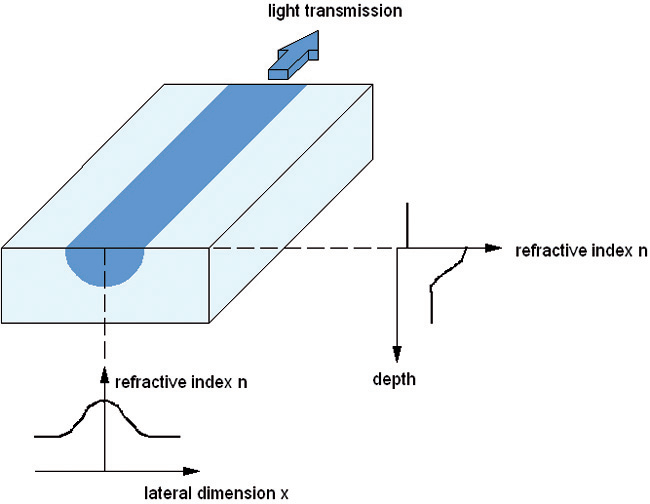 light transmission
refractive index n
depth
refractive index n
lateral dimension x